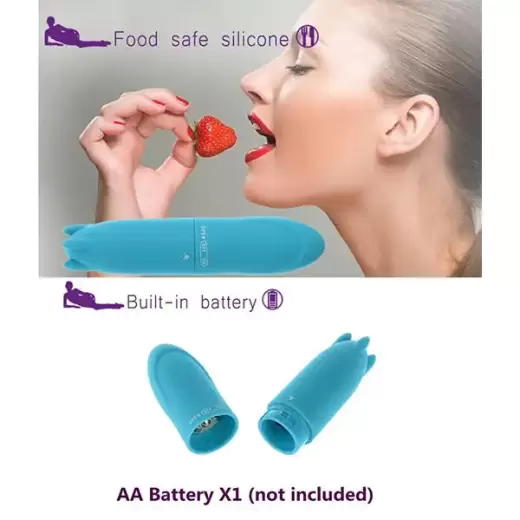 Food safe silicone
Built-in battery
AA Battery X1 (not included)